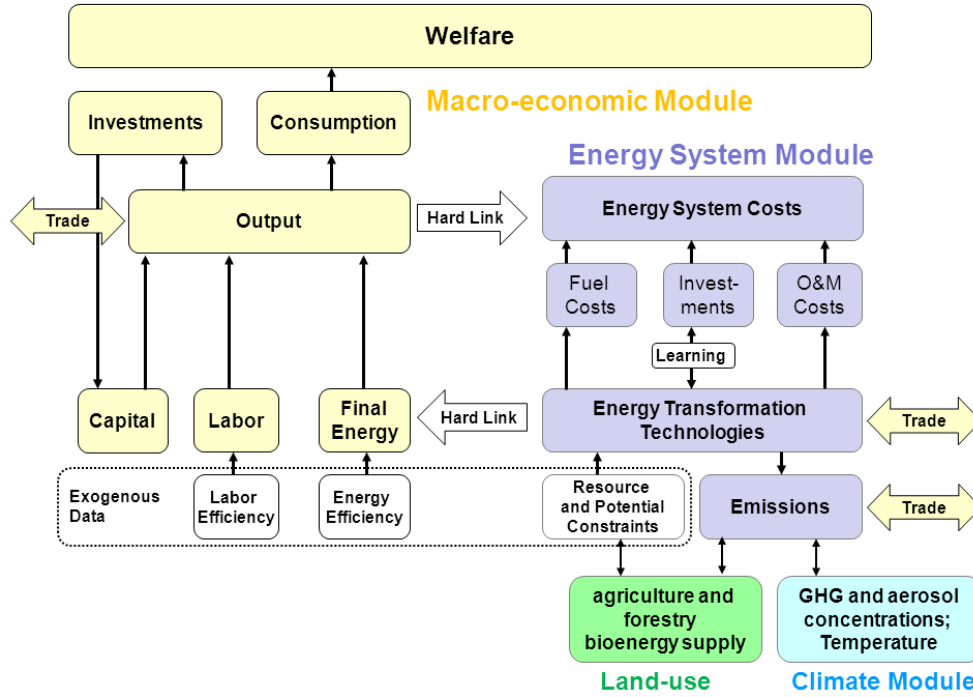 Welfare
Macro-economic Module
Investments
Consumption
Energy System Module
Trade
Output
Hard Link
Energy System Costs
Fuel
Costs
Invest-
ments
O&M
Costs
Learning
Capital
Labor
Final
Energy
Hard Link
Energy Transformation
Technologies
Trade
Exogenous
Data
Labor
Efficiency
Energy
Efficiency
Resource
and Potential
Constraints
Emissions
Trade
agriculture and
forestry
bioenergy supply
GHG and aerosol
concentrations;
Temperature
Land-use
Climate Module